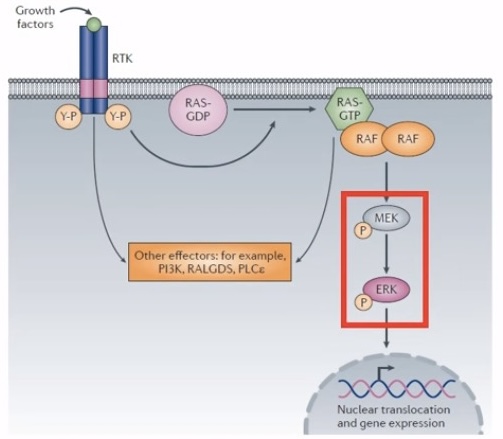 Growth
factors
RTK
Y-P
Y-P
RAS-
GDP
RAS-
GTP
RAF
RAF
Other effectors: for example,
PI3K, RALGDS, PLCε
MEK
P
ERK
P
Nuclear translocation
and gene expression